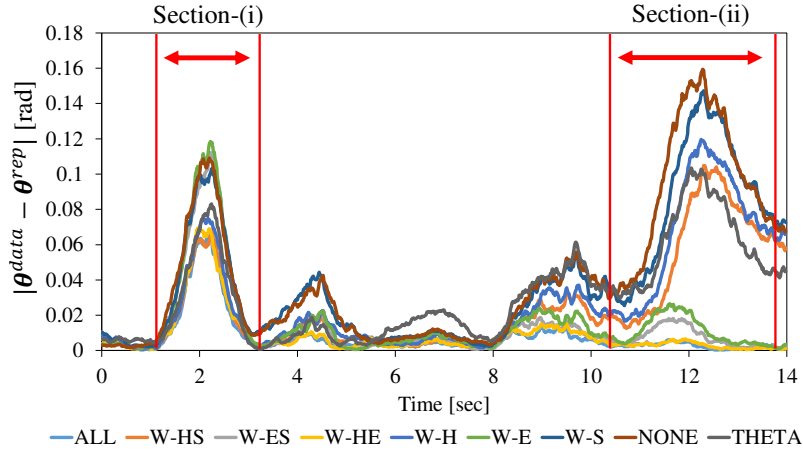 Section-(i) Section-(ii)
|θ^data − θ^rep| [rad]
0.18
0.16
0.14
0.12
0.1
0.08
0.06
0.04
0.02
0
0 2 4 6 8 10 12 14
Time [sec]
ALL W-HS W-ES W-HE W-H W-E W-S NONE THETA